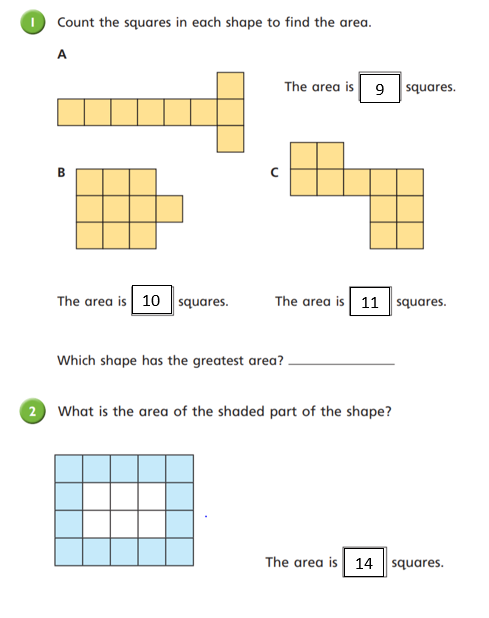 1 Count the squares in each shape to find the area.
A
The area is 9 squares.
B
C
The area is 10 squares.
The area is 11 squares.
Which shape has the greatest area?
2 What is the area of the shaded part of the shape?
The area is 14 squares.